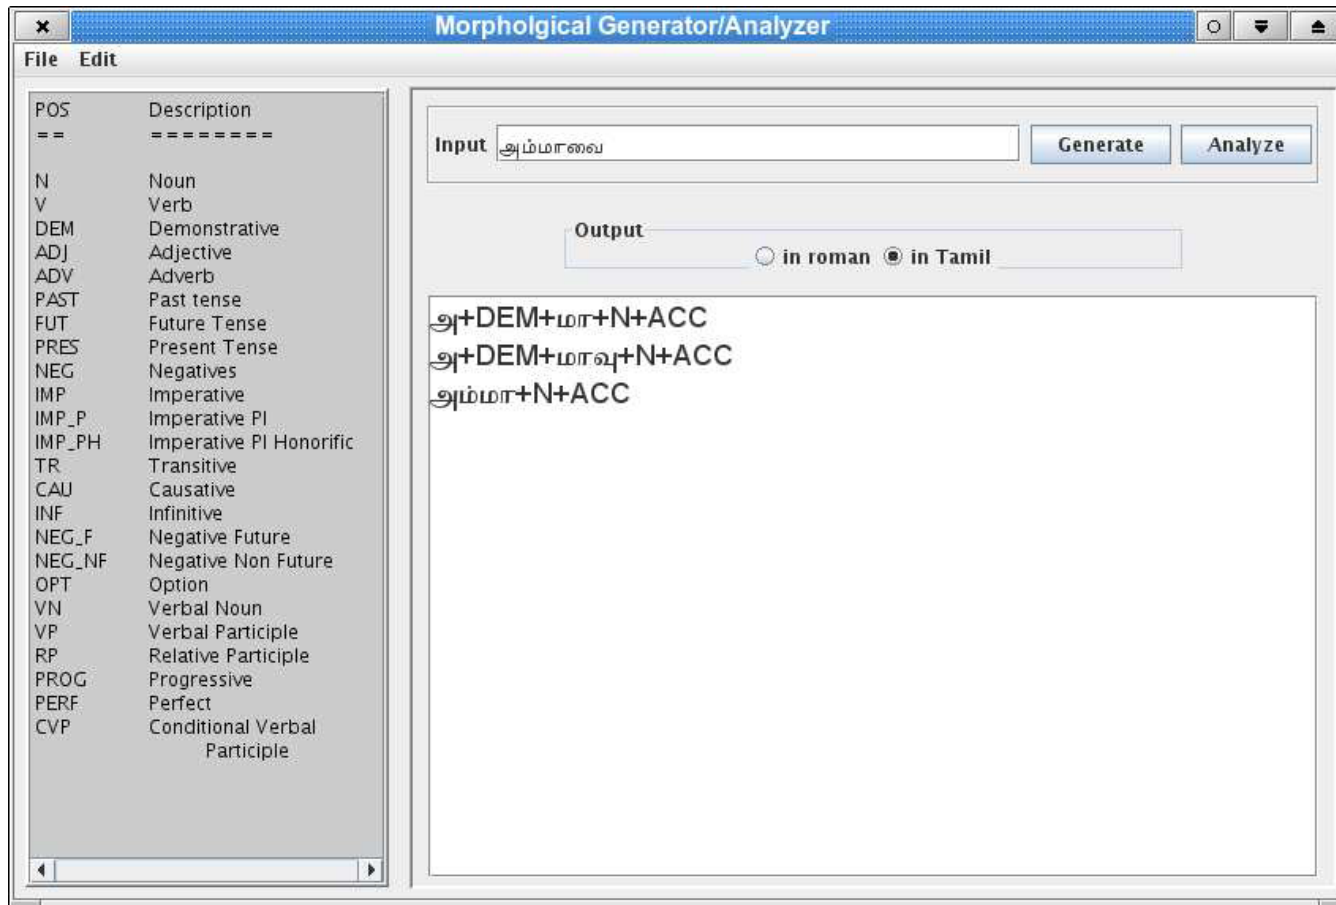 Morpholgical Generator/Analyzer
File Edit
POS Description
== ========
N Noun
V Verb
DEM Demonstrative
ADJ Adjective
ADV Adverb
PAST Past tense
FUT Future Tense
PRES Present Tense
NEG Negatives
IMP Imperative
IMP_P Imperative Pl
IMP_PH Imperative Pl Honorific
TR Transitive
CAU Causative
INF Infinitive
NEG_F Negative Future
NEG_NF Negative Non Future
OPT Option
VN Verbal Noun
VP Verbal Participle
RP Relative Participle
PROG Progressive
PERF Perfect
CVP Conditional Verbal
Participle
Input அம்மாவை Generate Analyze
Output
in roman in Tamil
அ+DEM+மா+N+ACC
அ+DEM+மாவு+N+ACC
அம்மா+N+ACC